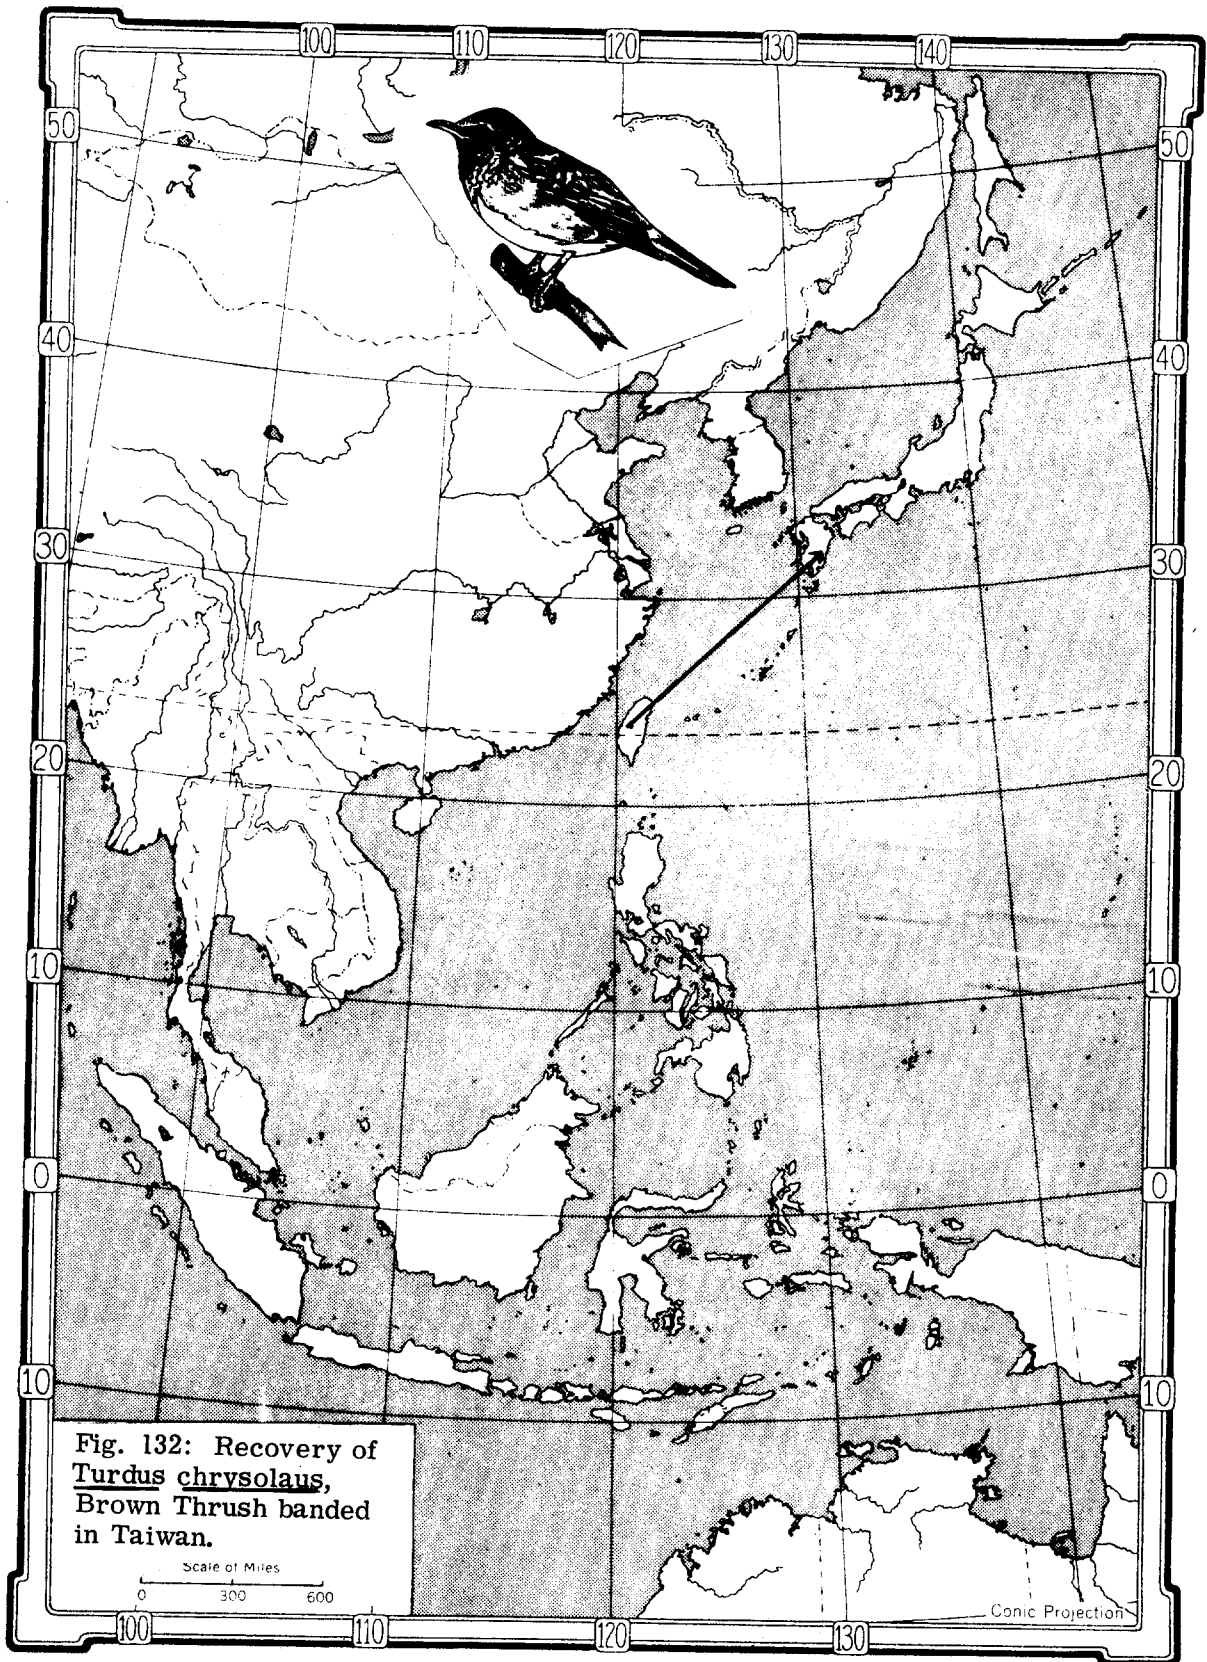 100 110 120 130 140
50 50
40 40
30 30
20 20
10 10
0 0
10 10
Fig. 132: Recovery of
Turdus chrysolaus,
Brown Thrush banded
in Taiwan.
Scale of Miles
0 300 600
Conic Projection
100 110 120 130